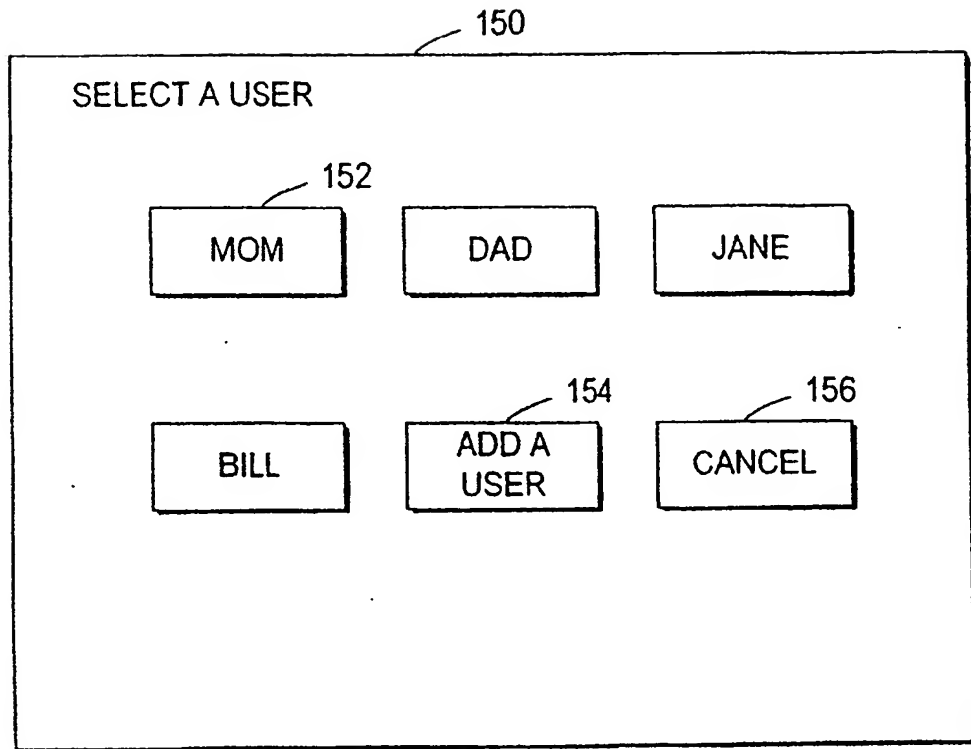 150
SELECT A USER
152
MOM
DAD
JANE
154
156
BILL
ADD A
USER
CANCEL